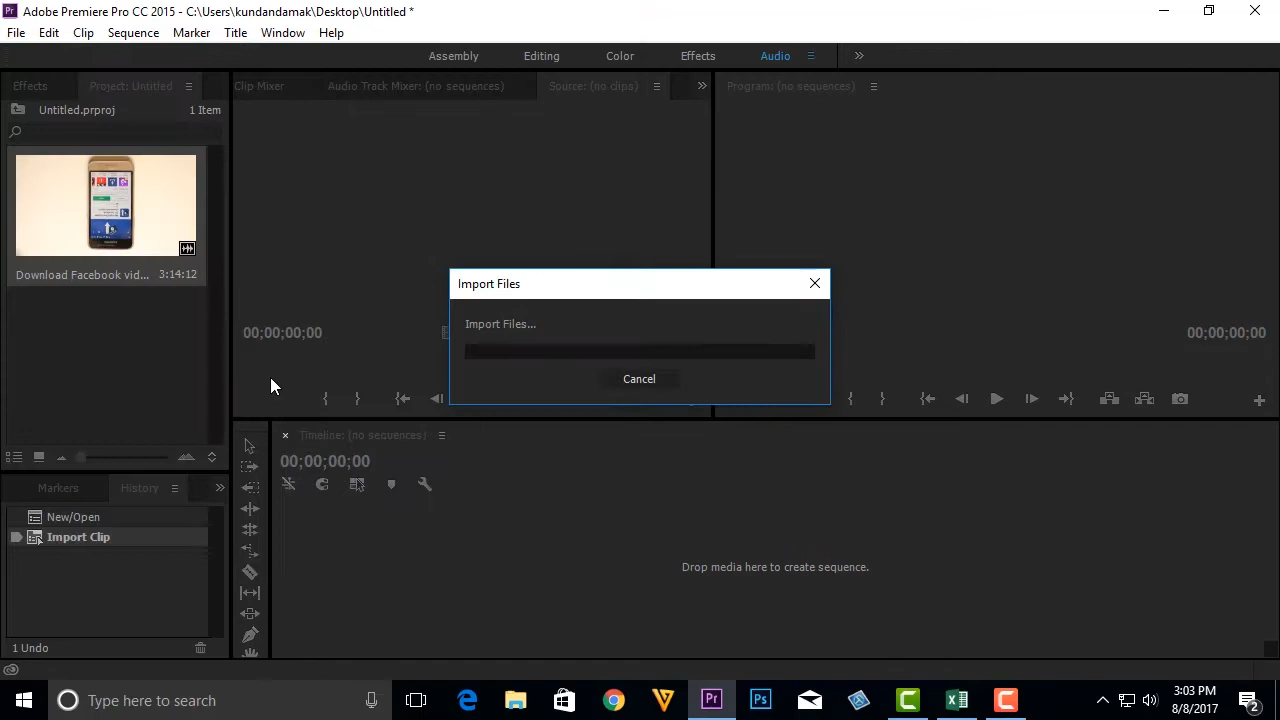 Adobe Premiere Pro CC 2015 - C:\Users\kundandamak\Desktop\Untitled *
File Edit Clip Sequence Marker Title Window Help
Assembly Editing Color Effects Audio
Effects Project: Untitled
Clip Mixer Audio Track Mixer: (no sequences) Source: (no clips)
Program: (no sequences)
Untitled.prproj 1 Item
Download Facebook vid... 3:14:12
Import Files
Import Files...
Cancel
00;00;00;00
00;00;00;00
Timeline: (no sequences)
00;00;00;00
Drop media here to create sequence.
Markers History
New/Open
Import Clip
1 Undo
Type here to search
Pr
Ps
3:03 PM
8/8/2017
2